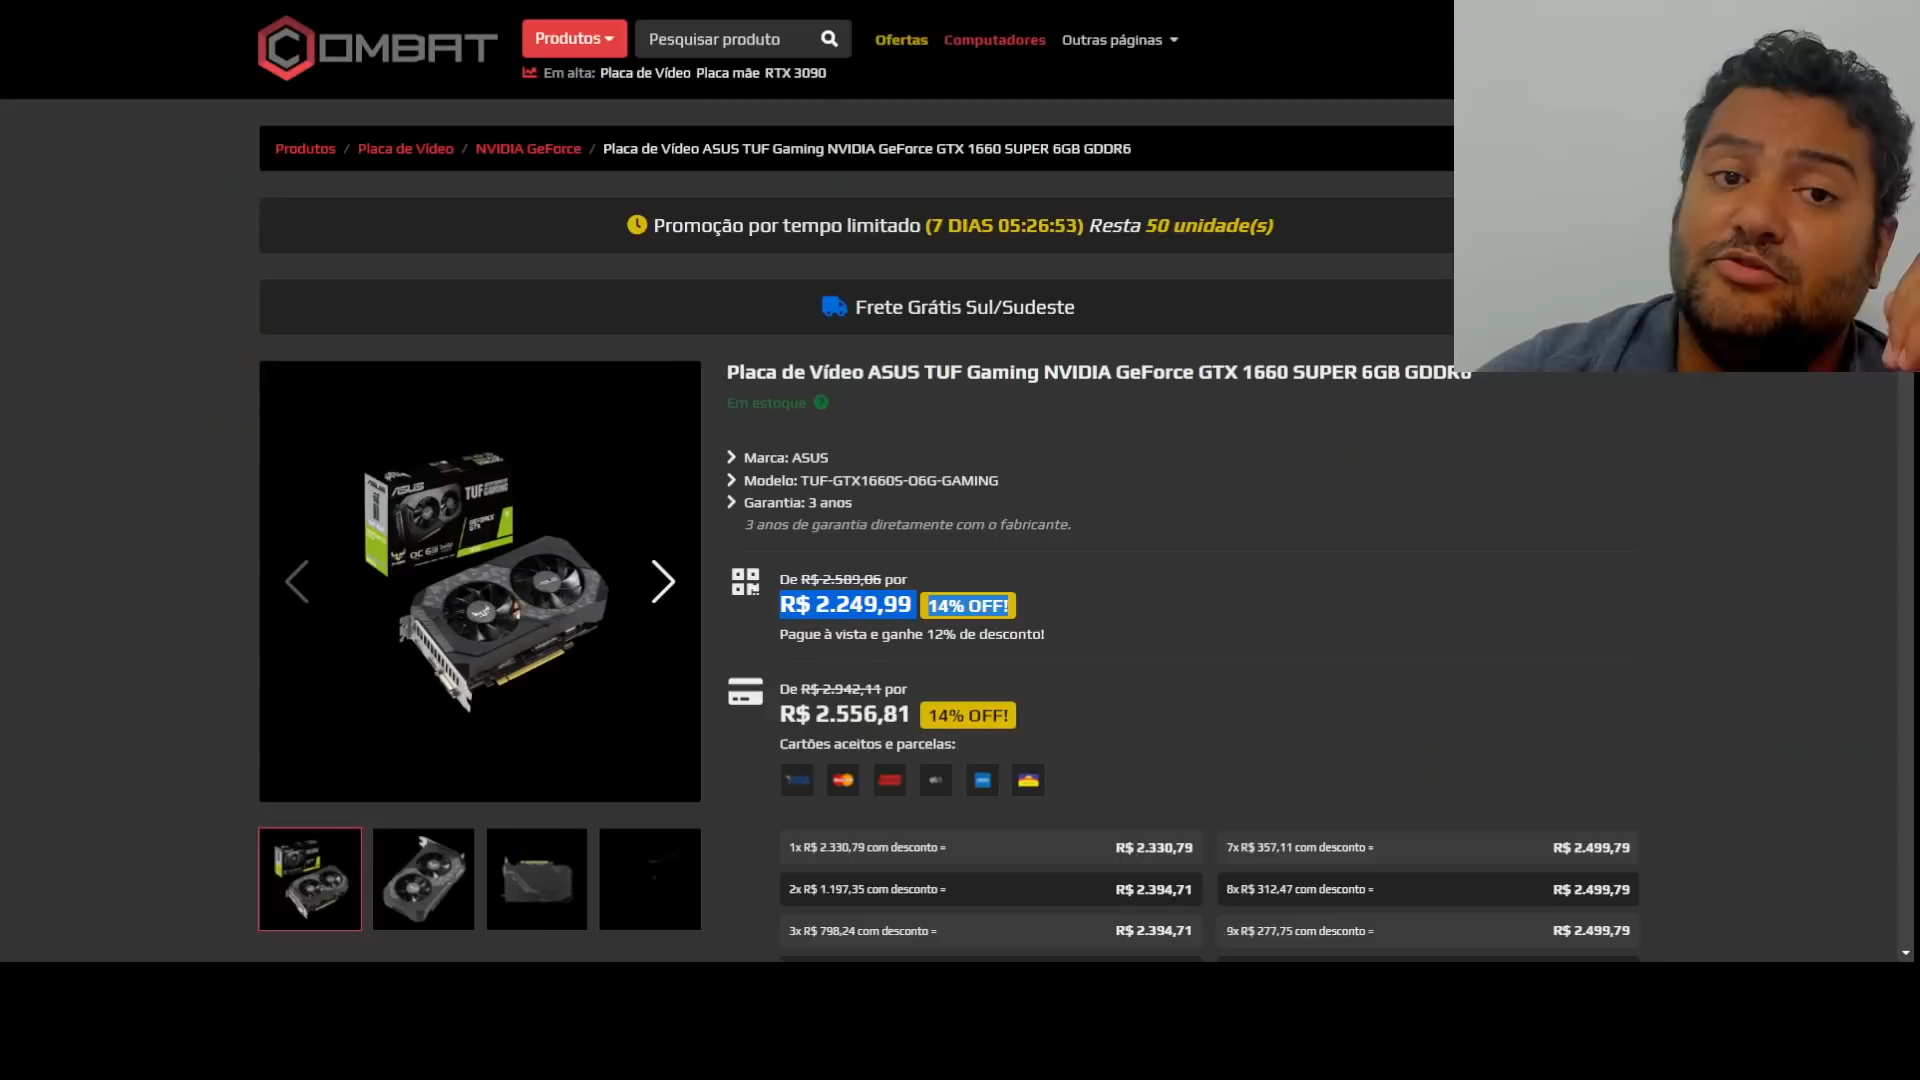 COMBAT
Produtos
Pesquisar produto
Ofertas
Computadores
Outras páginas
Em alta: Placa de Vídeo Placa mãe RTX 3090
Produtos / Placa de Vídeo / NVIDIA GeForce / Placa de Vídeo ASUS TUF Gaming NVIDIA GeForce GTX 1660 SUPER 6GB GDDR6
Promoção por tempo limitado (7 DIAS 05:26:53) Resta 50 unidade(s)
Frete Grátis Sul/Sudeste
Placa de Vídeo ASUS TUF Gaming NVIDIA GeForce GTX 1660 SUPER 6GB GDDR6
Em estoque ?
Marca: ASUS
Modelo: TUF-GTX1660S-O6G-GAMING
Garantia: 3 anos
3 anos de garantia diretamente com o fabricante.
De R$ 2.589,06 por
R$ 2.249,99 14% OFF!
Pague à vista e ganhe 12% de desconto!
De R$ 2.942,11 por
R$ 2.556,81 14% OFF!
Cartões aceitos e parcelas:
1x R$ 2.330,79 com desconto = R$ 2.330,79
7x R$ 357,11 com desconto = R$ 2.499,79
2x R$ 1.197,35 com desconto = R$ 2.394,71
8x R$ 312,47 com desconto = R$ 2.499,79
3x R$ 798,24 com desconto = R$ 2.394,71
9x R$ 277,75 com desconto = R$ 2.499,79
ASUS
TUF GAMING
GEFORCE
GTX
OC 6G